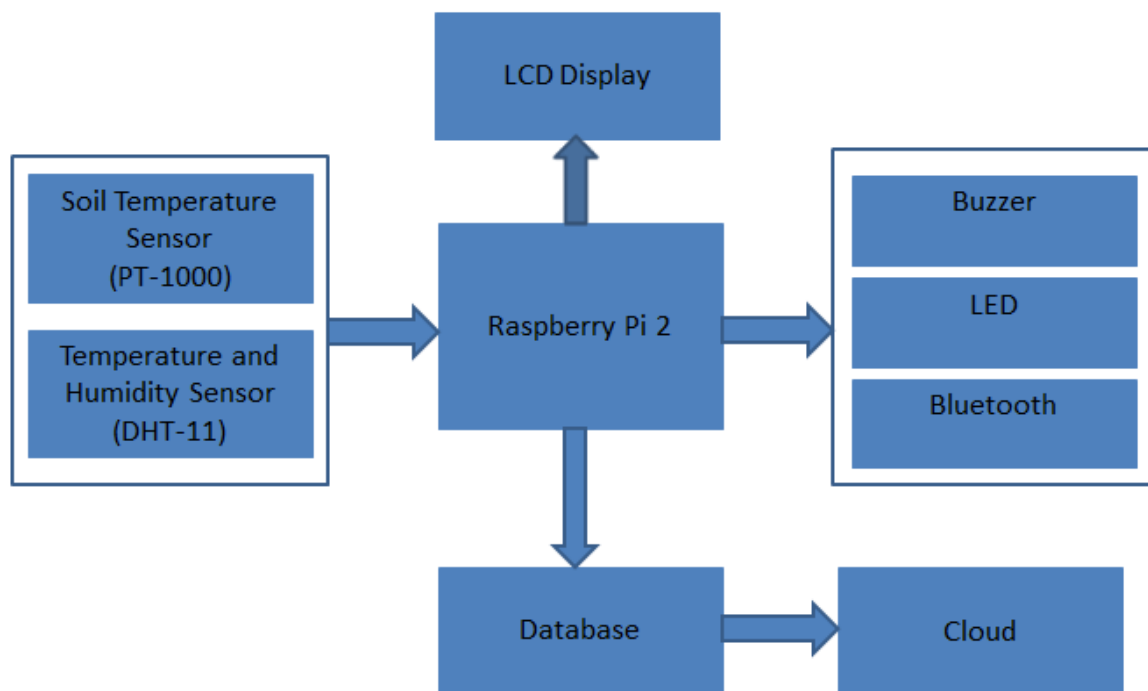 LCD Display
Soil Temperature
Sensor
(PT-1000)
Temperature and
Humidity Sensor
(DHT-11)
Raspberry Pi 2
Buzzer
LED
Bluetooth
Database
Cloud